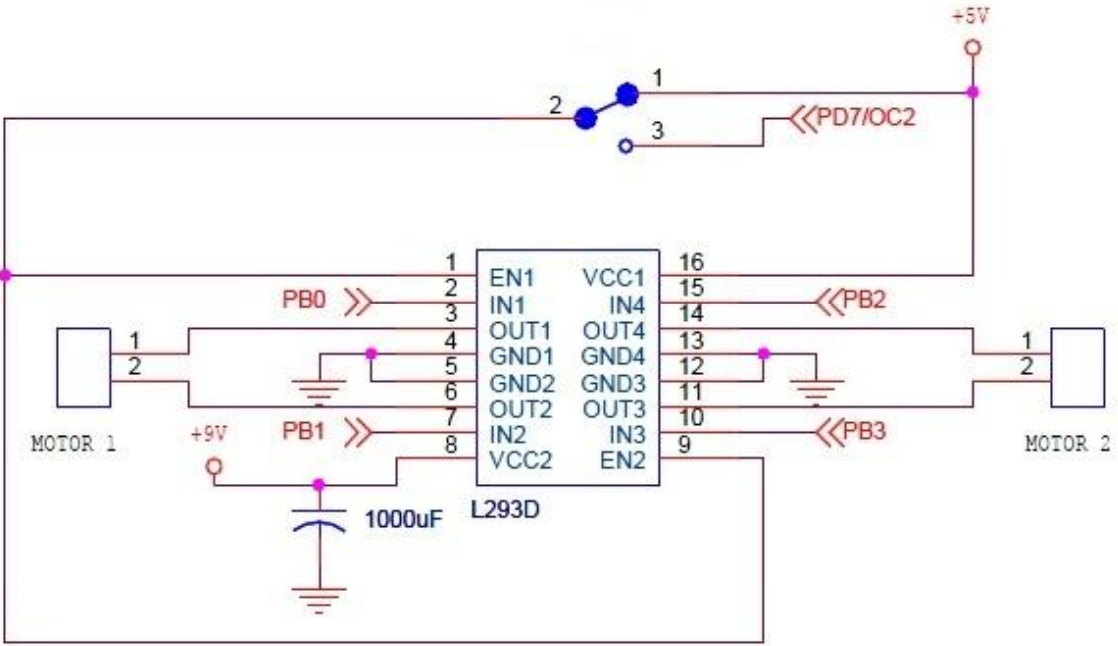 +5V
1
2
PD7/OC2
3
1 EN1 VCC1 16
PB0 2 IN1 IN4 15 PB2
3 OUT1 OUT4 14
1 4 GND1 GND4 13 1
2 5 GND2 GND3 12 2
6 OUT2 OUT3 11
MOTOR 1 +9V PB1 7 IN2 IN3 10 PB3 MOTOR 2
8 VCC2 EN2 9
1000uF L293D